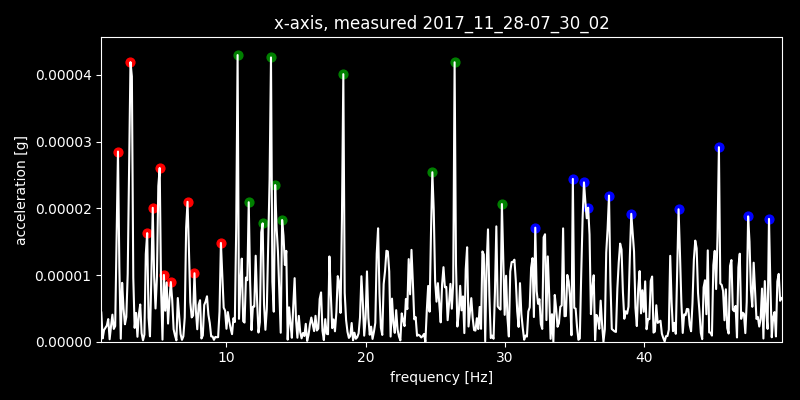 x-axis, measured 2017_11_28-07_30_02
acceleration [g]
0.00004
0.00003
0.00002
0.00001
0.00000
10 20 30 40
frequency [Hz]